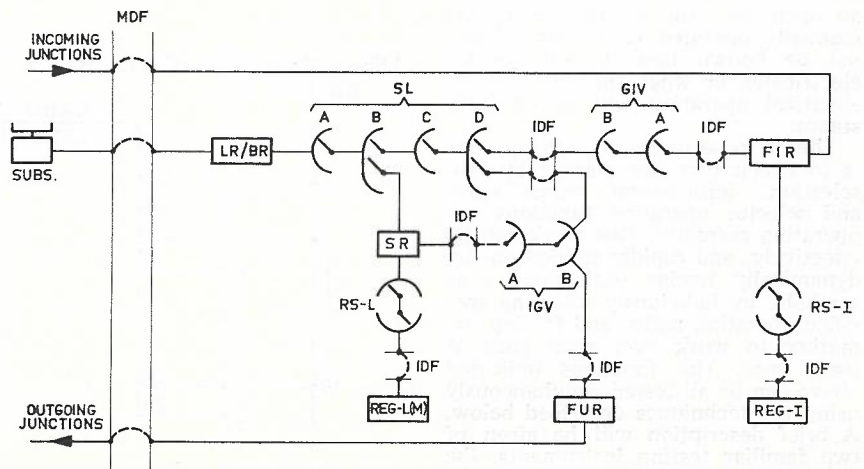 MDF
INCOMING
JUNCTIONS
SL
GIV
A
B
C
D
IDF
B
A
IDF
SUBS.
LR/BR
FIR
SR
IDF
A
B
IGV
RS-L
RS-I
IDF
IDF
IDF
REG-L(M)
FUR
REG-I
OUTGOING
JUNCTIONS